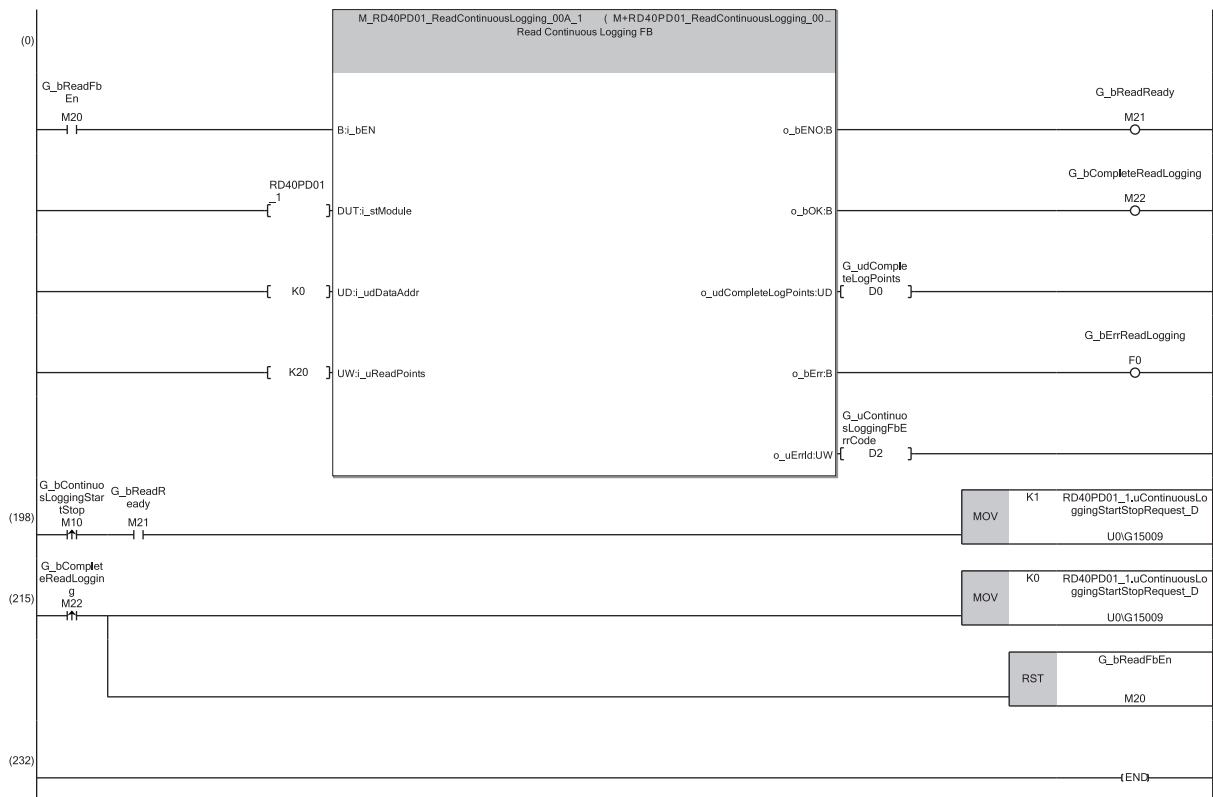 M_RD40PD01_ReadContinuousLogging_00A_1 ( M+RD40PD01_ReadContinuousLogging_00...
Read Continuous Logging FB
(0)
G_bReadFb
En
M20
B:i_bEN
o_bENO:B
G_bReadReady
M21
RD40PD01
_1
DUT:i_stModule
o_bOK:B
G_bCompleteReadLogging
M22
K0
UD:i_udDataAddr
o_udCompleteLogPoints:UD
G_udComple
teLogPoints
D0
K20
UW:i_uReadPoints
o_bErr:B
G_bErrReadLogging
F0
o_uErrId:UW
G_uContinuo
sLoggingFbE
rrCode
D2
(198)
G_bContinuo
sLoggingStar
tStop
M10
G_bReadR
eady
M21
MOV
K1
RD40PD01_1.uContinuousLo
ggingStartStopRequest_D
U0\G15009
(215)
G_bComplet
eReadLoggin
g
M22
MOV
K0
RD40PD01_1.uContinuousLo
ggingStartStopRequest_D
U0\G15009
RST
G_bReadFbEn
M20
(232)
END